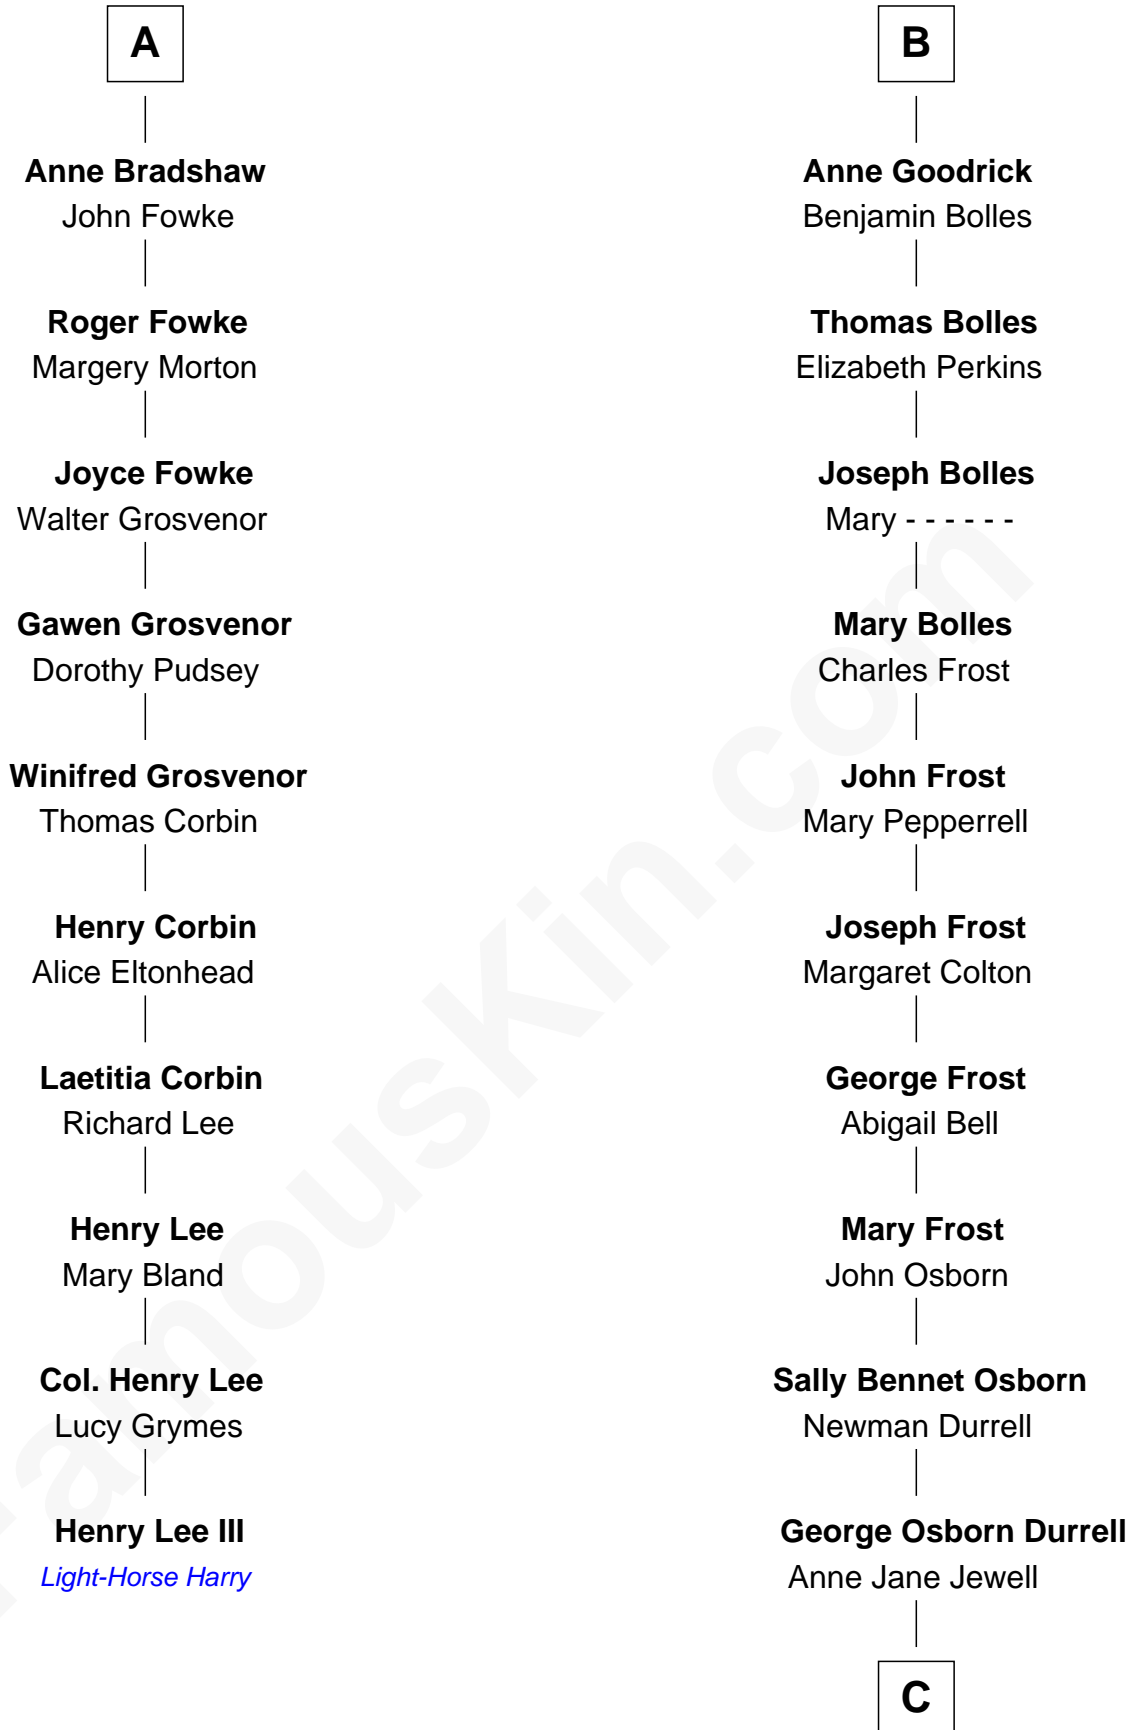 A
Anne Bradshaw
John Fowke
Roger Fowke
Margery Morton
Joyce Fowke
Walter Grosvenor
Gawen Grosvenor
Dorothy Pudsey
Winifred Grosvenor
Thomas Corbin
Henry Corbin
Alice Eltonhead
Laetitia Corbin
Richard Lee
Henry Lee
Mary Bland
Col. Henry Lee
Lucy Grymes
Henry Lee III
Light-Horse Harry
B
Anne Goodrick
Benjamin Bolles
Thomas Bolles
Elizabeth Perkins
Joseph Bolles
Mary - - - - - -
Mary Bolles
Charles Frost
John Frost
Mary Pepperrell
Joseph Frost
Margaret Colton
George Frost
Abigail Bell
Mary Frost
John Osborn
Sally Bennet Osborn
Newman Durrell
George Osborn Durrell
Anne Jane Jewell
C
FamousKin.com